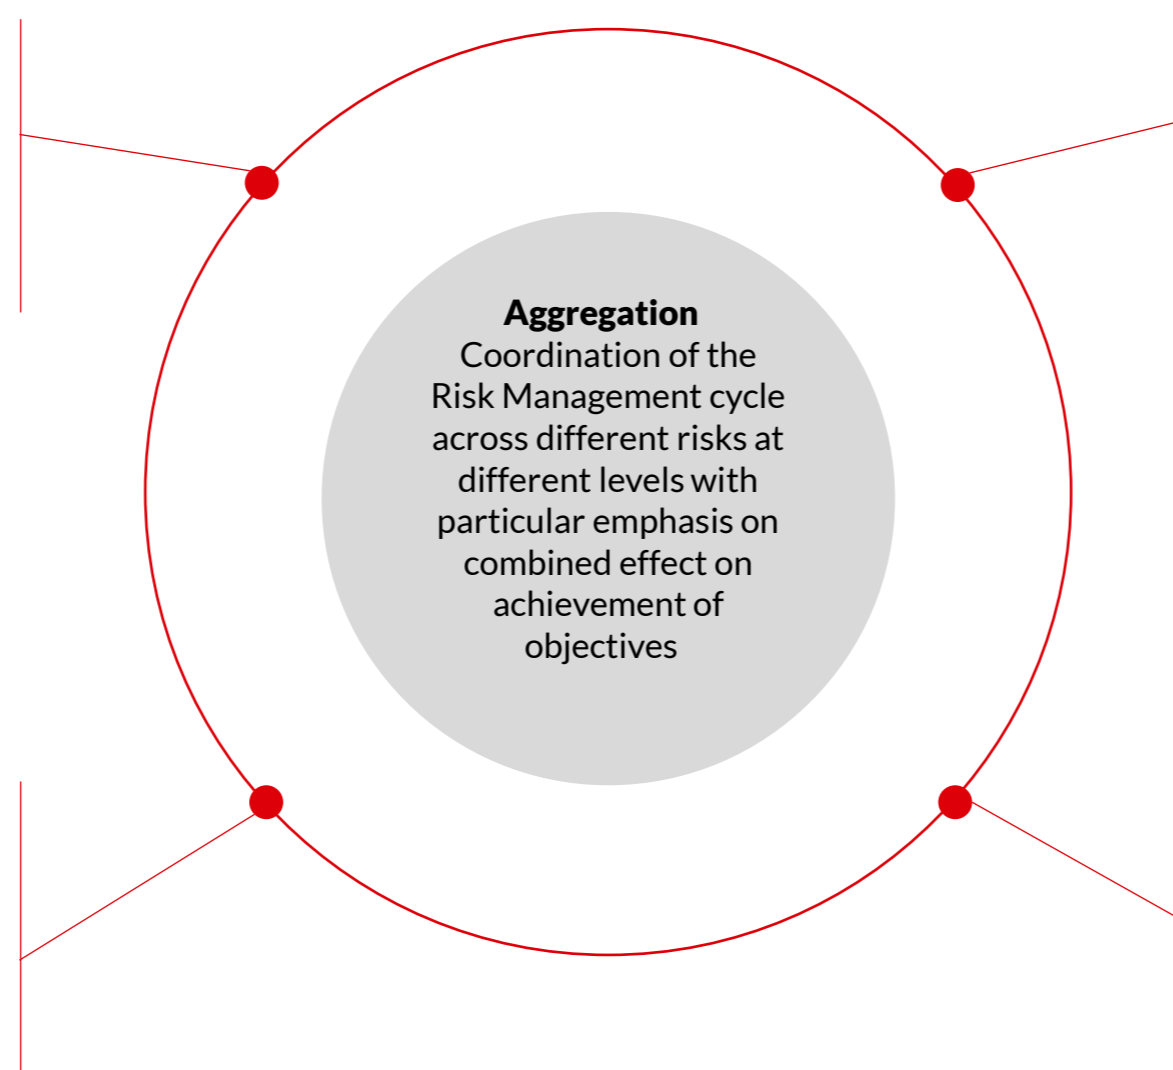 Aggregation
Coordination of the
Risk Management cycle
across different risks at
different levels with
particular emphasis on
combined effect on
achievement of
objectives